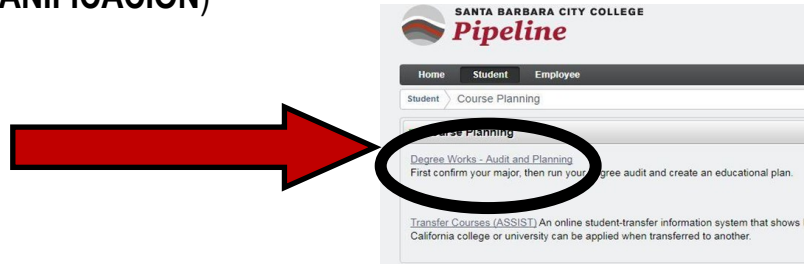 ANIFICACIÓN)
SANTA BARBARA CITY COLLEGE
Pipeline
Home Student Employee
Student Course Planning
Planning
Degree Works - Audit and Planning
First confirm your major, then run your degree audit and create an educational plan.
Transfer Courses (ASSIST) An online student-transfer information system that shows
California college or university can be applied when transferred to another.